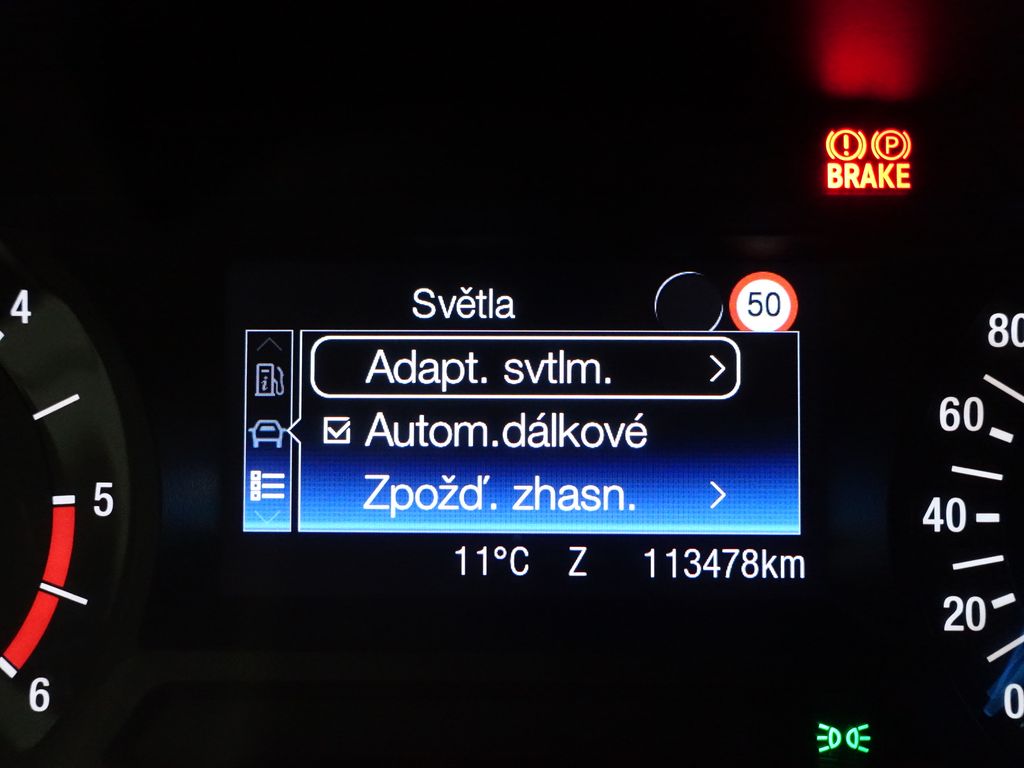 4
5
6
P
BRAKE
Světla
50
Adapt. svtlm.
Autom.dálkové
Zpožď. zhasn.
11°C Z 113478km
80
60
40
20
0